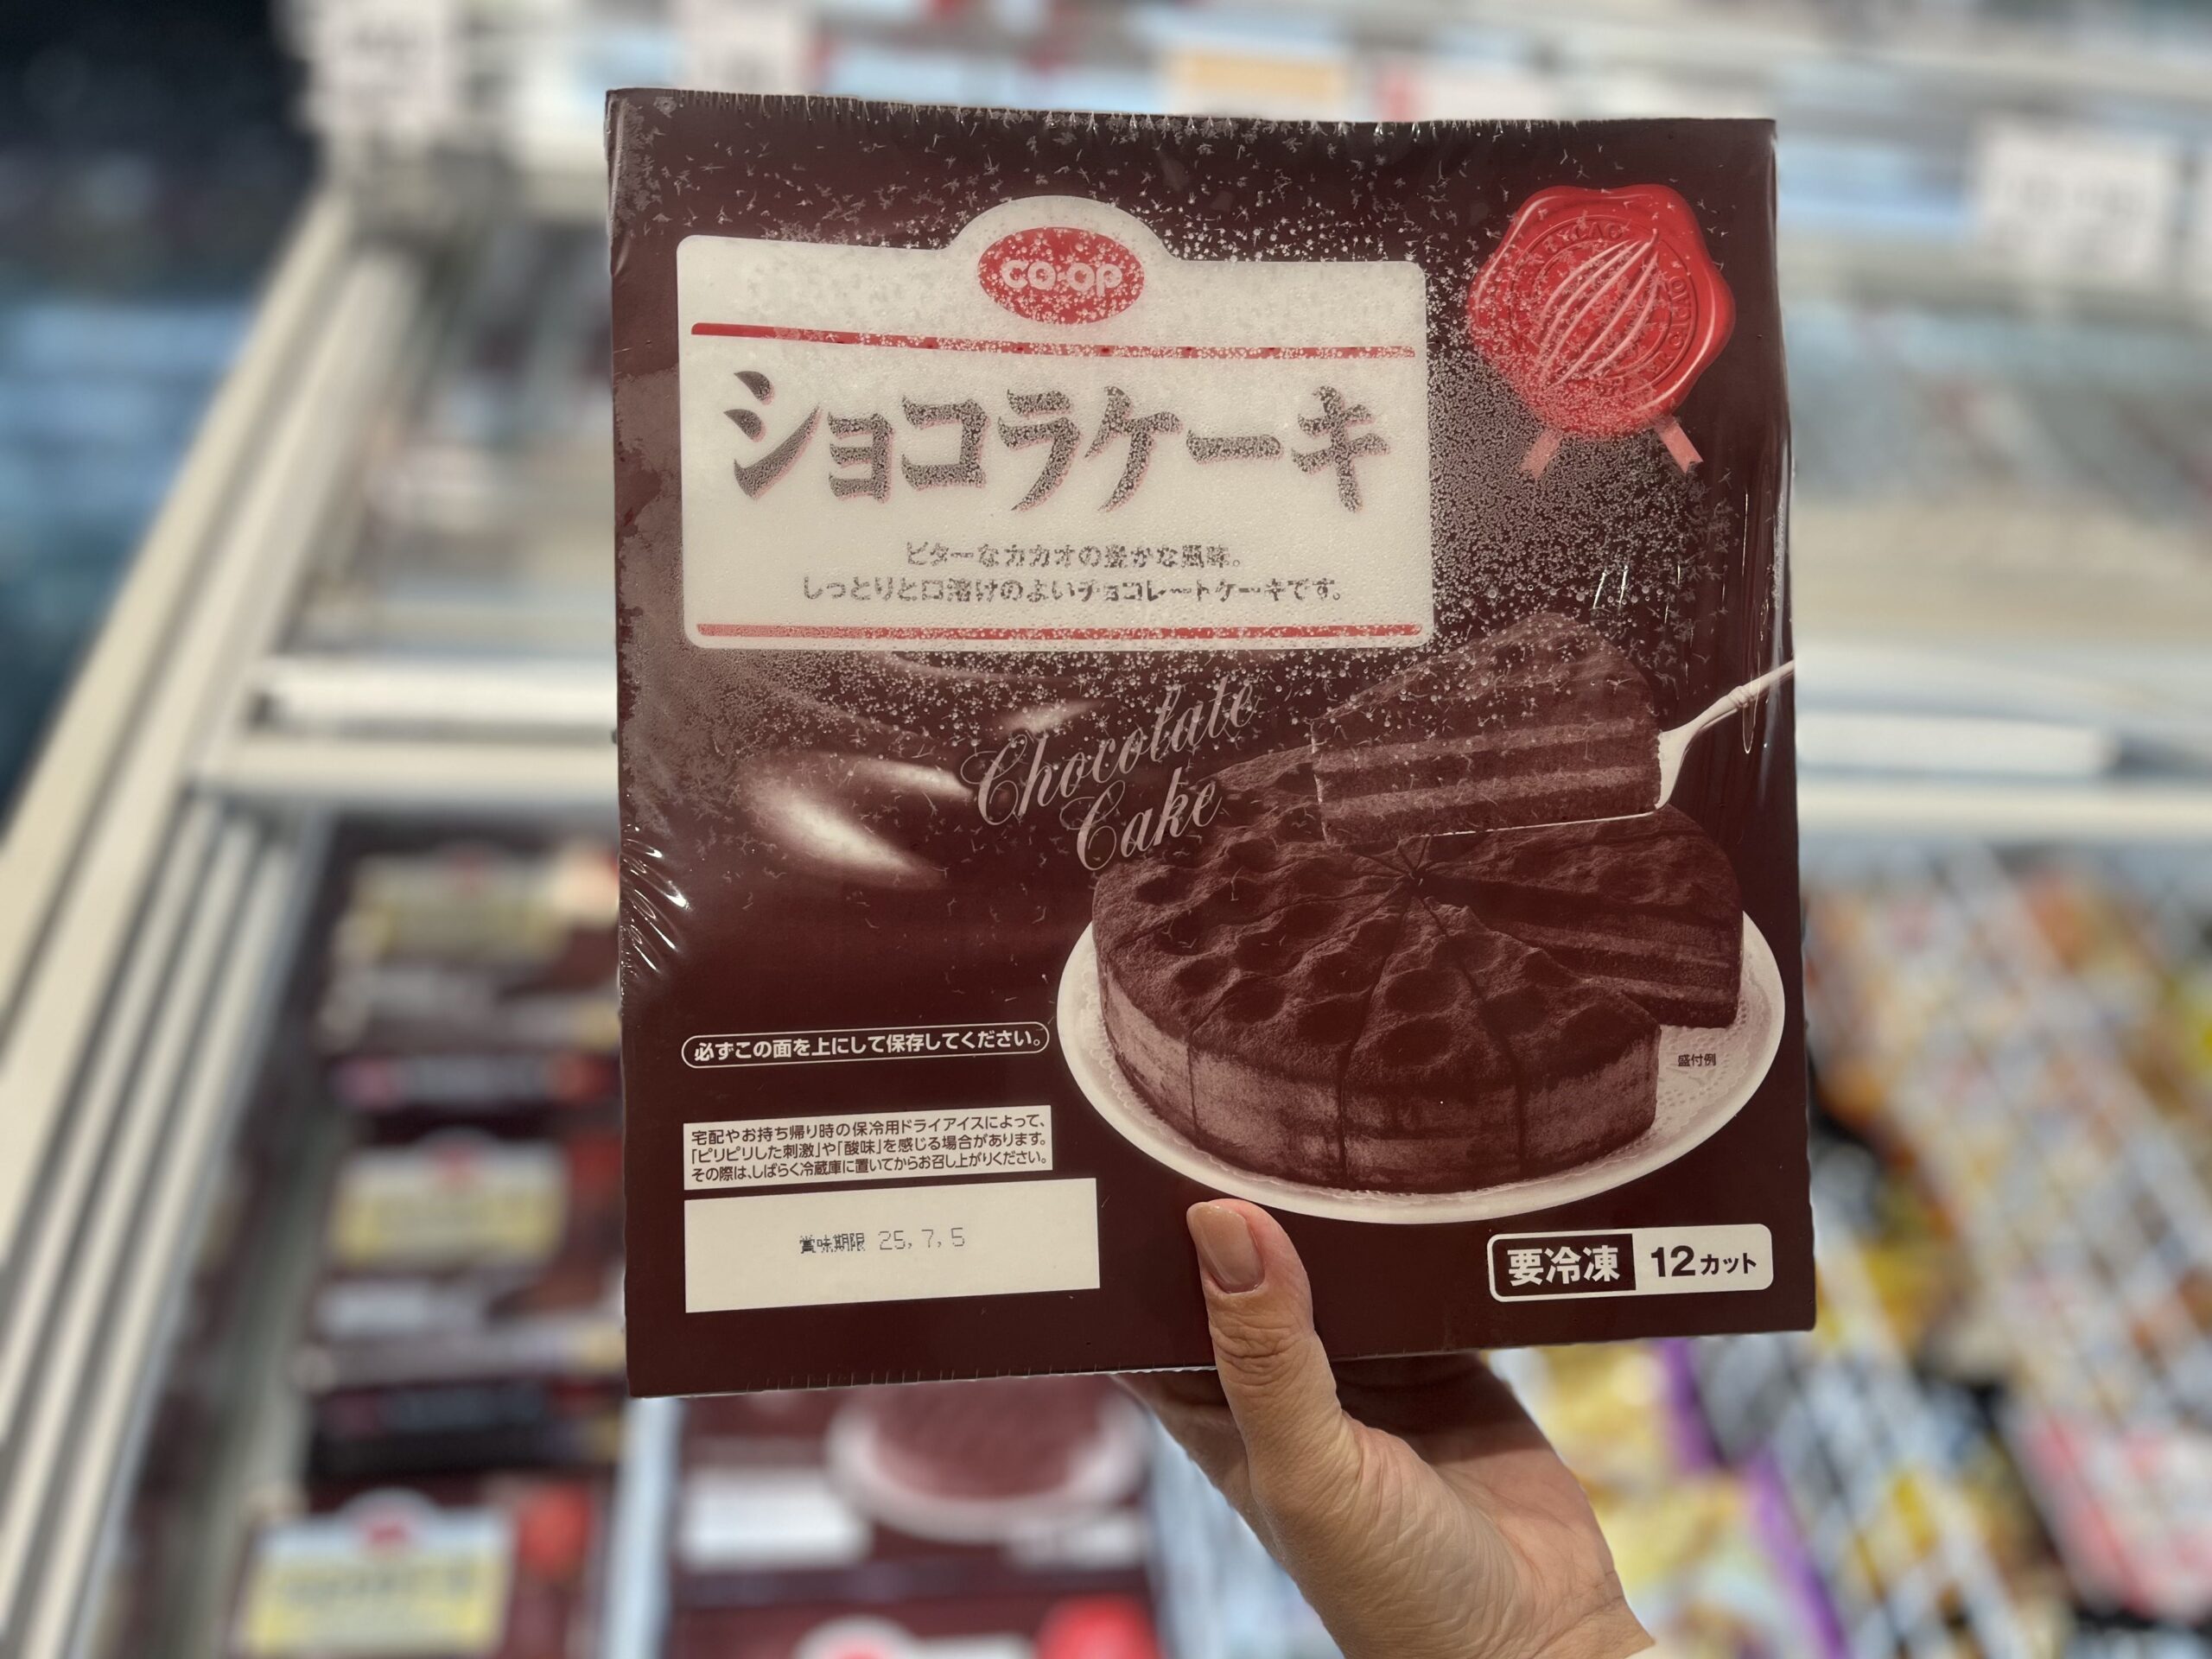 CO·OP
ショコラケーキ
ビターなカカオの豊かな風味。
しっとりと口溶けのよいチョコレートケーキです。
Chocolate
Cake
必ずこの面を上にして保存してください。
盛付例
宅配やお持ち帰り時の保冷用ドライアイスによって、
「ピリピリした刺激」や「酸味」を感じる場合があります。
その際は、しばらく冷蔵庫に置いてからお召し上がりください。
賞味期限 25, 7, 5
要冷凍 12カット